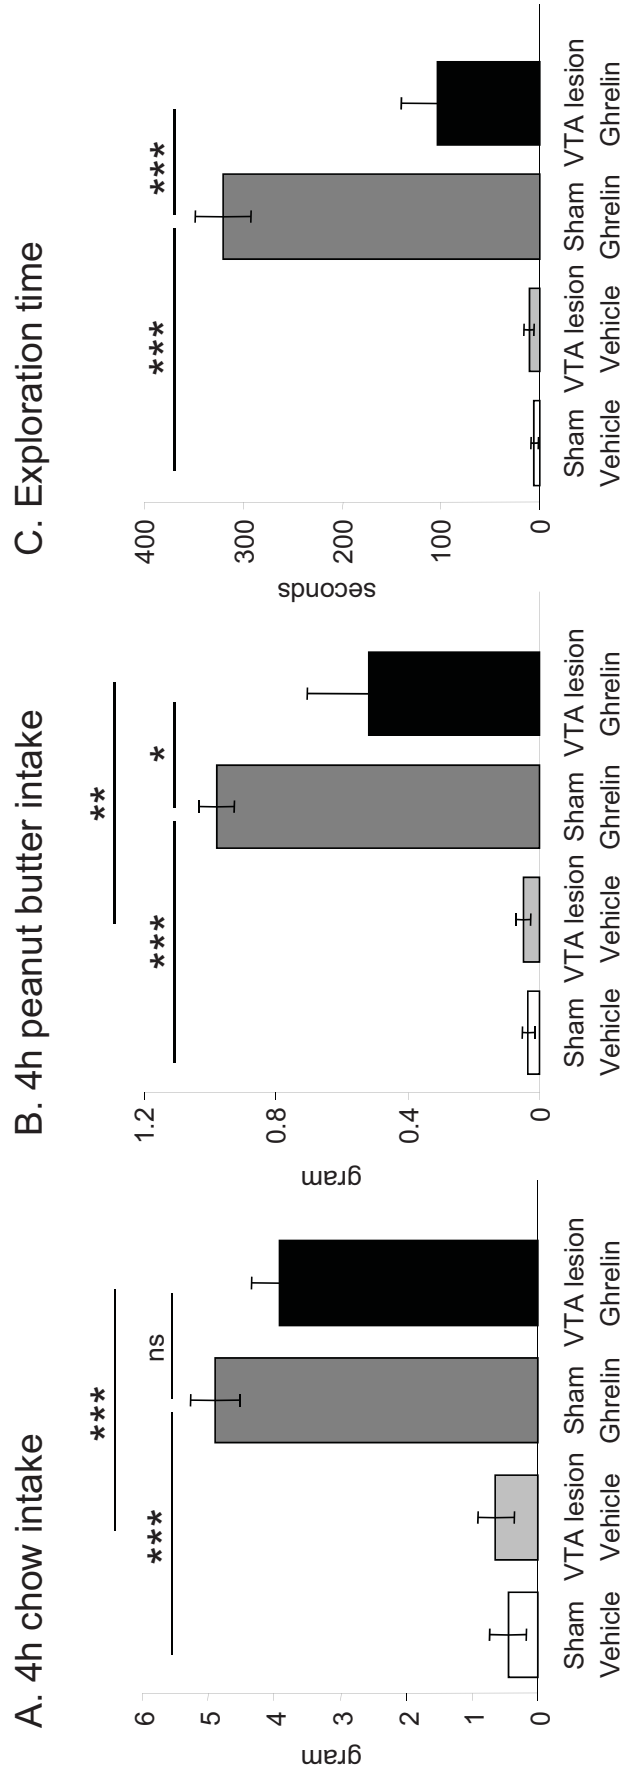 A. 4h chow intake
***
***
ns
gram
6
5
4
3
2
1
0
Sham VTA lesion Sham VTA lesion
Vehicle Vehicle Ghrelin Ghrelin
B. 4h peanut butter intake
**
***
*
gram
1.2
0.8
0.4
0
Sham VTA lesion Sham VTA lesion
Vehicle Vehicle Ghrelin Ghrelin
C. Exploration time
***
***
seconds
400
300
200
100
0
Sham VTA lesion Sham VTA lesion
Vehicle Vehicle Ghrelin Ghrelin